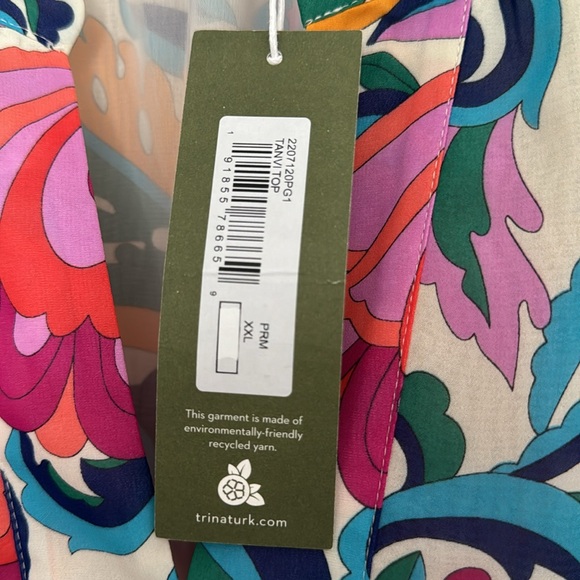 2207120PG1
TANVI TOP
1 91855 78665 9
PRM
XXL
This garment is made of
environmentally-friendly
recycled yarn.
trinaturk.com